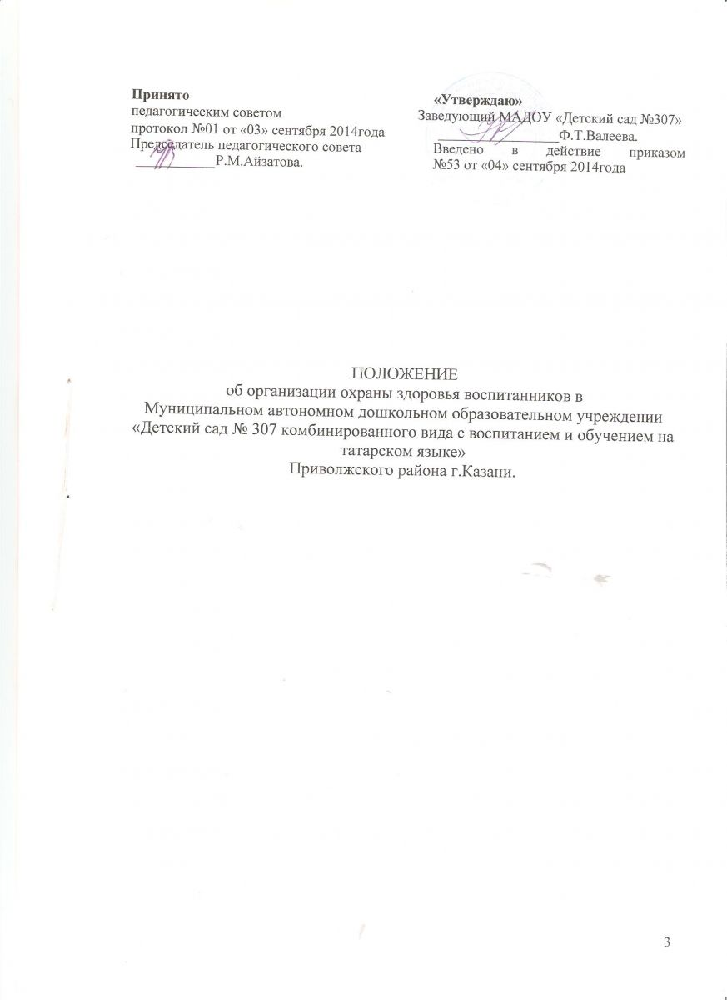 Принято
педагогическим советом
протокол №01 от «03» сентября 2014года
Председатель педагогического совета
____________Р.М.Айзатова.
«Утверждаю»
Заведующий МАДОУ «Детский сад №307»
__________________Ф.Т.Валеева.
Введено в действие приказом
№53 от «04» сентября 2014года
ПОЛОЖЕНИЕ
об организации охраны здоровья воспитанников в
Муниципальном автономном дошкольном образовательном учреждении
«Детский сад № 307 комбинированного вида с воспитанием и обучением на
татарском языке»
Приволжского района г.Казани.
3